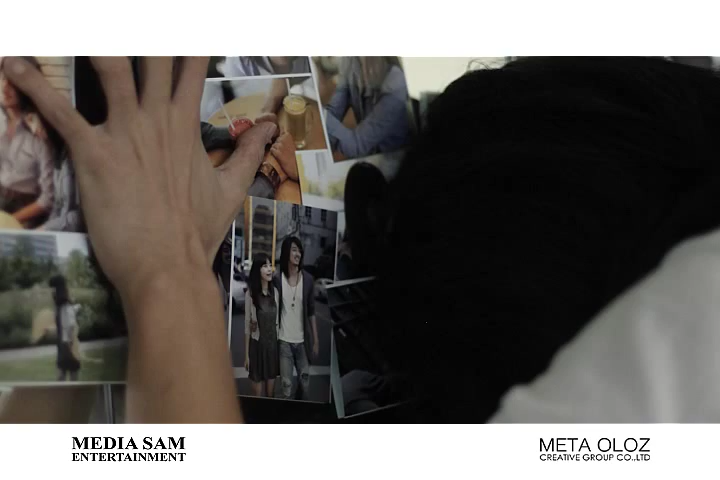 MEDIA SAM
ENTERTAINMENT
META OLOZ
CREATIVE GROUP CO.,LTD